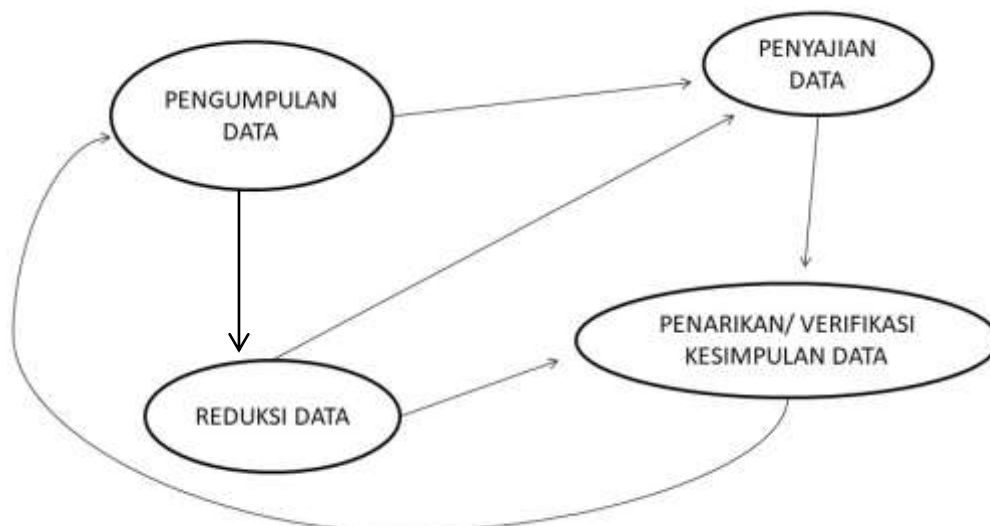 PENGUMPULAN
DATA
PENYAJIAN
DATA
REDUKSI DATA
PENARIKAN/ VERIFIKASI
KESIMPULAN DATA